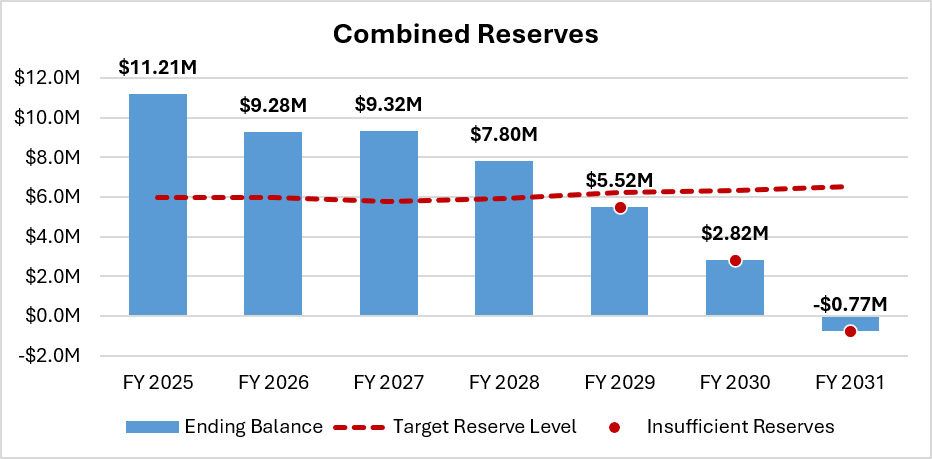 Combined Reserves
$12.0M
$10.0M
$8.0M
$6.0M
$4.0M
$2.0M
$0.0M
-$2.0M
$11.21M
$9.28M
$9.32M
$7.80M
$5.52M
$2.82M
-$0.77M
FY 2025 FY 2026 FY 2027 FY 2028 FY 2029 FY 2030 FY 2031
Ending Balance Target Reserve Level Insufficient Reserves